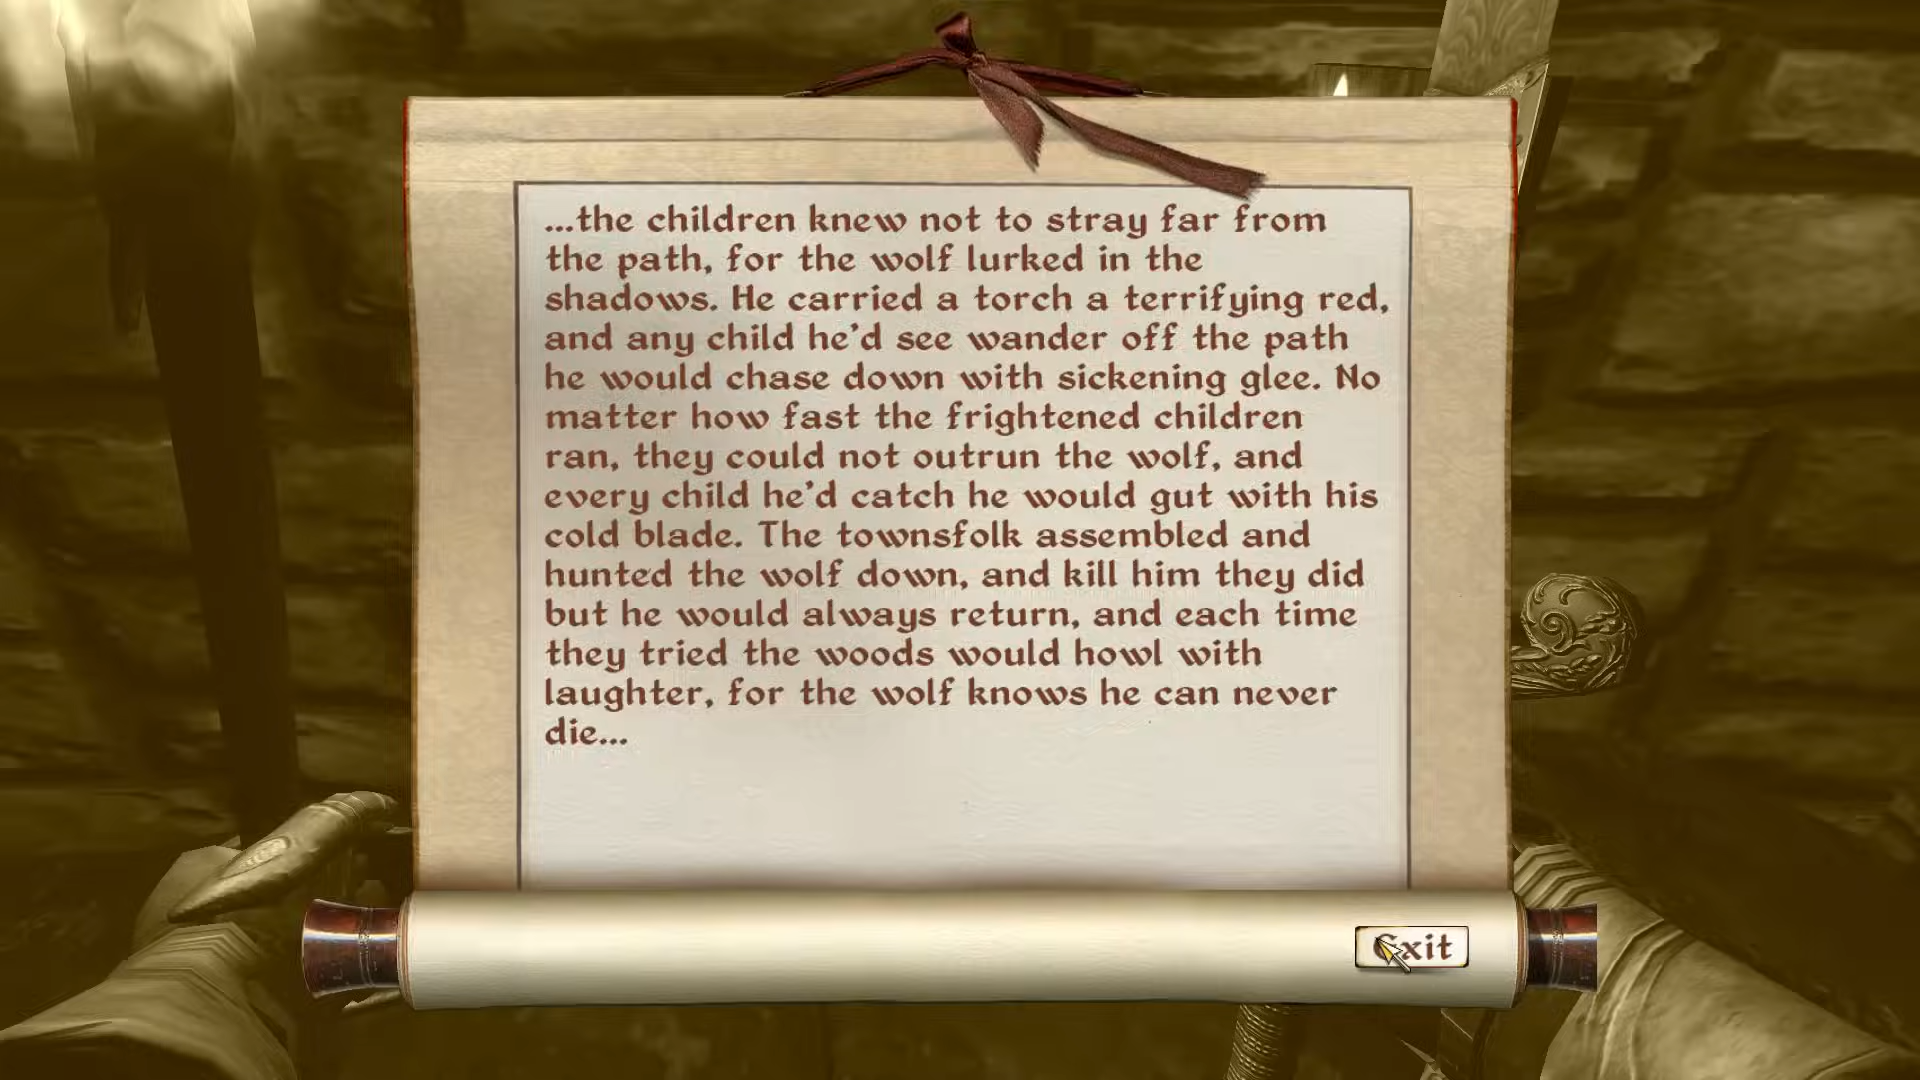 ...the children knew not to stray far from
the path, for the wolf lurked in the
shadows. He carried a torch a terrifying red,
and any child he'd see wander off the path
he would chase down with sickening glee. No
matter how fast the frightened children
ran, they could not outrun the wolf, and
every child he'd catch he would gut with his
cold blade. The townsfolk assembled and
hunted the wolf down, and kill him they did
but he would always return, and each time
they tried the woods would howl with
laughter, for the wolf knows he can never
die...
Exit